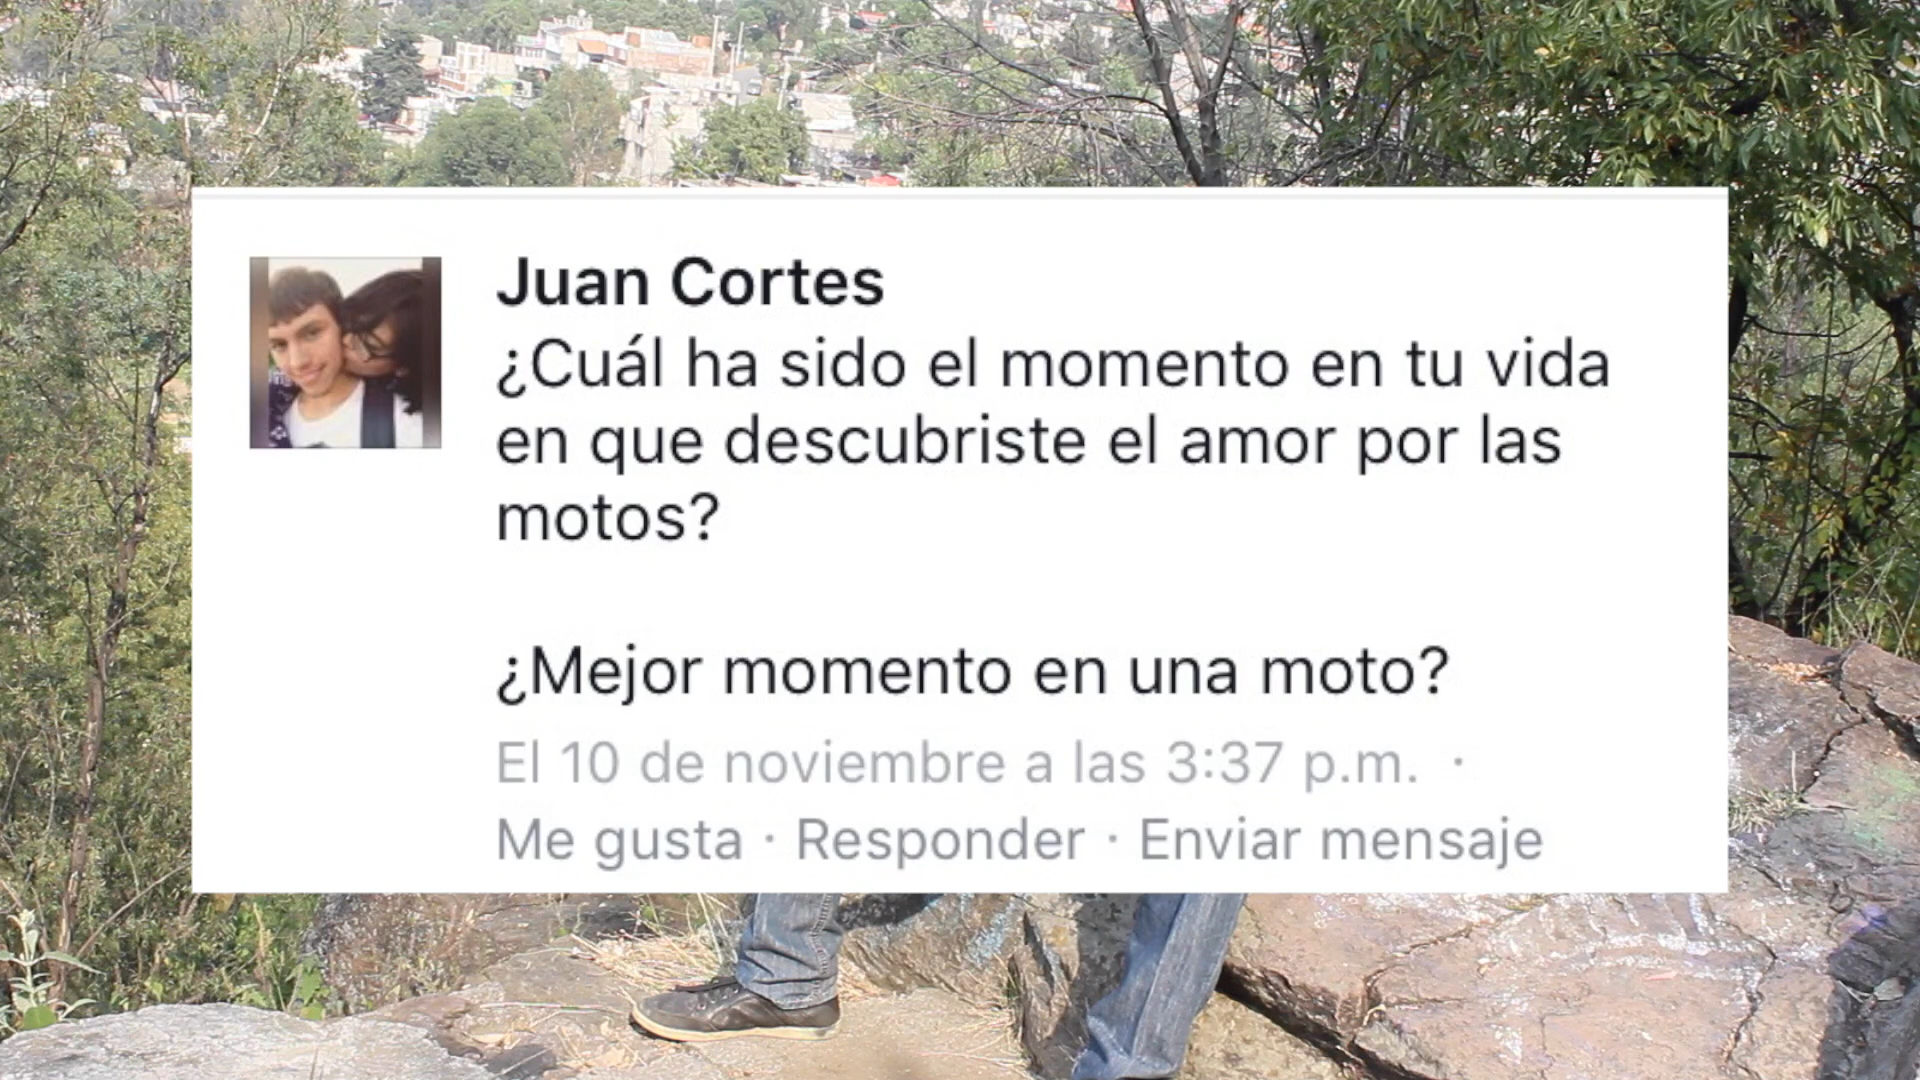 Juan Cortes
¿Cuál ha sido el momento en tu vida
en que descubriste el amor por las
motos?
¿Mejor momento en una moto?
El 10 de noviembre a las 3:37 p.m. ·
Me gusta · Responder · Enviar mensaje